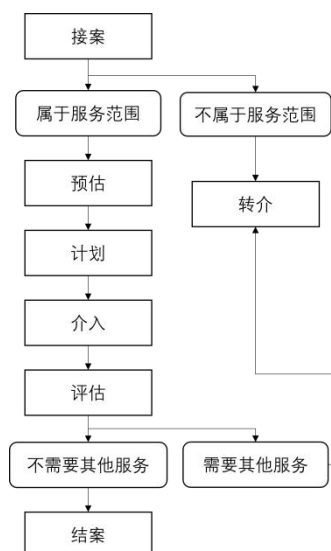 接案
属于服务范围
不属于服务范围
预估
转介
计划
介入
评估
不需要其他服务
需要其他服务
结案